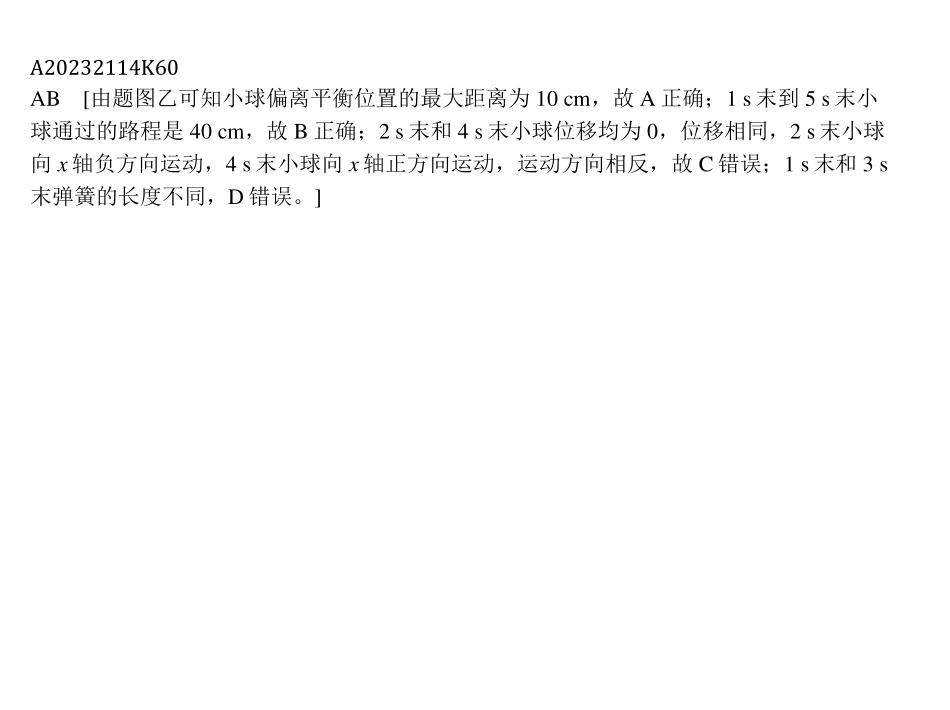 A20232114K60
AB [由题图乙可知小球偏离平衡位置的最大距离为 10 cm，故 A 正确；1 s 末到 5 s 末小
球通过的路程是 40 cm，故 B 正确；2 s 末和 4 s 末小球位移均为 0，位移相同，2 s 末小球
向 x 轴负方向运动，4 s 末小球向 x 轴正方向运动，运动方向相反，故 C 错误；1 s 末和 3 s
末弹簧的长度不同，D 错误。]